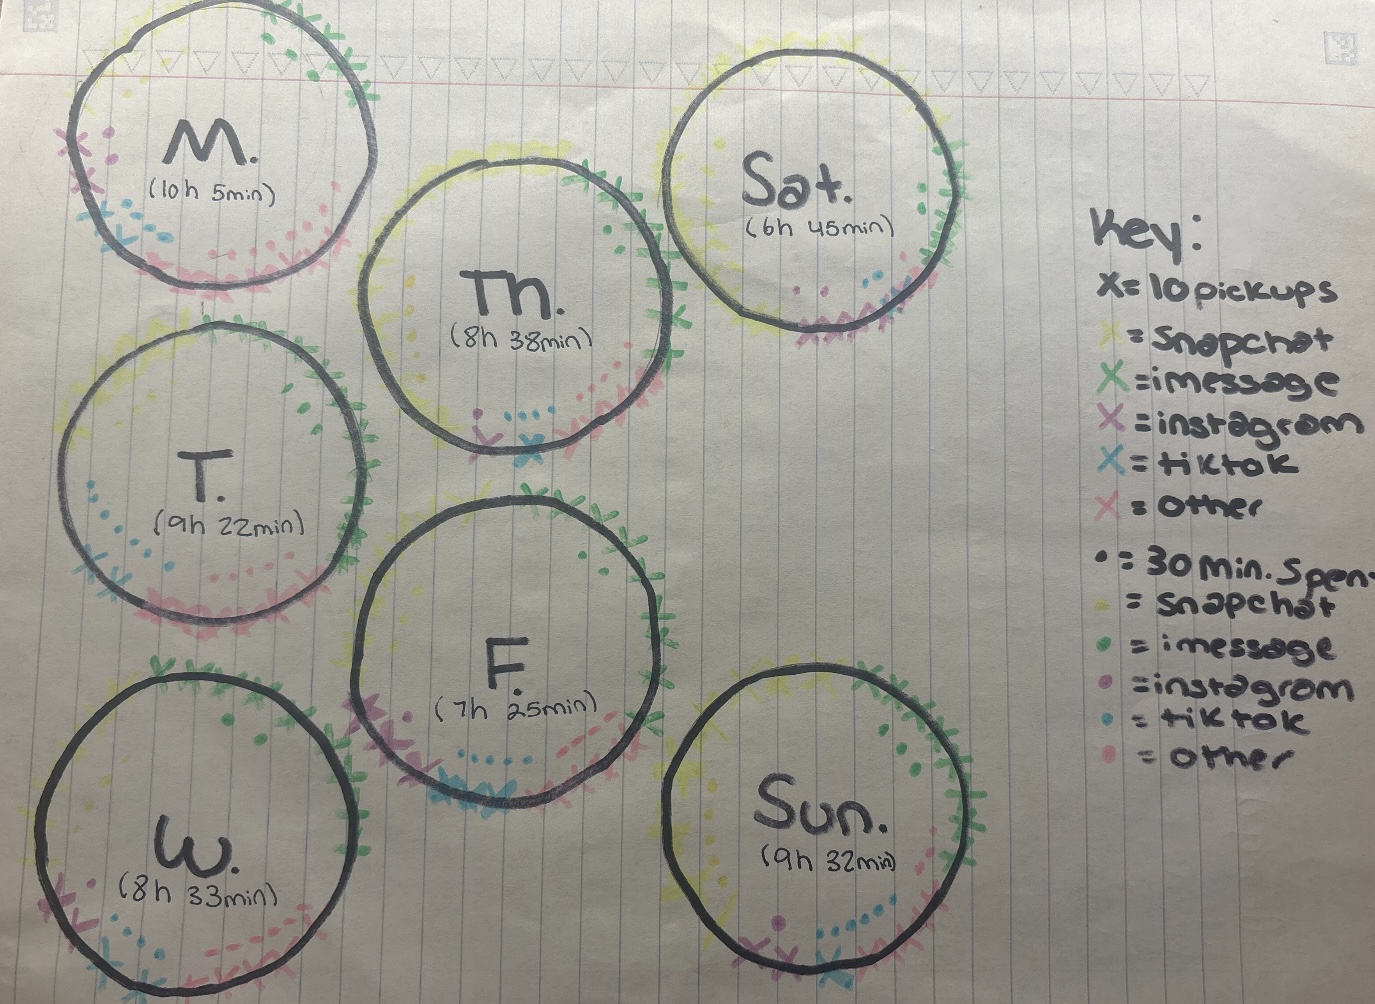 M.
(10h 5min)
Sat.
(6h 45min)
Th.
(8h 38min)
T.
(9h 22min)
F.
(7h 25min)
W.
(8h 33min)
Sun.
(9h 32min)
Key:
X= 10 pickups
= snapchat
X = imessage
X = instagram
X = tiktok
X = other
• = 30 min. Spen
= snapchat
• = imessage
• = instagram
• = tiktok
• = other